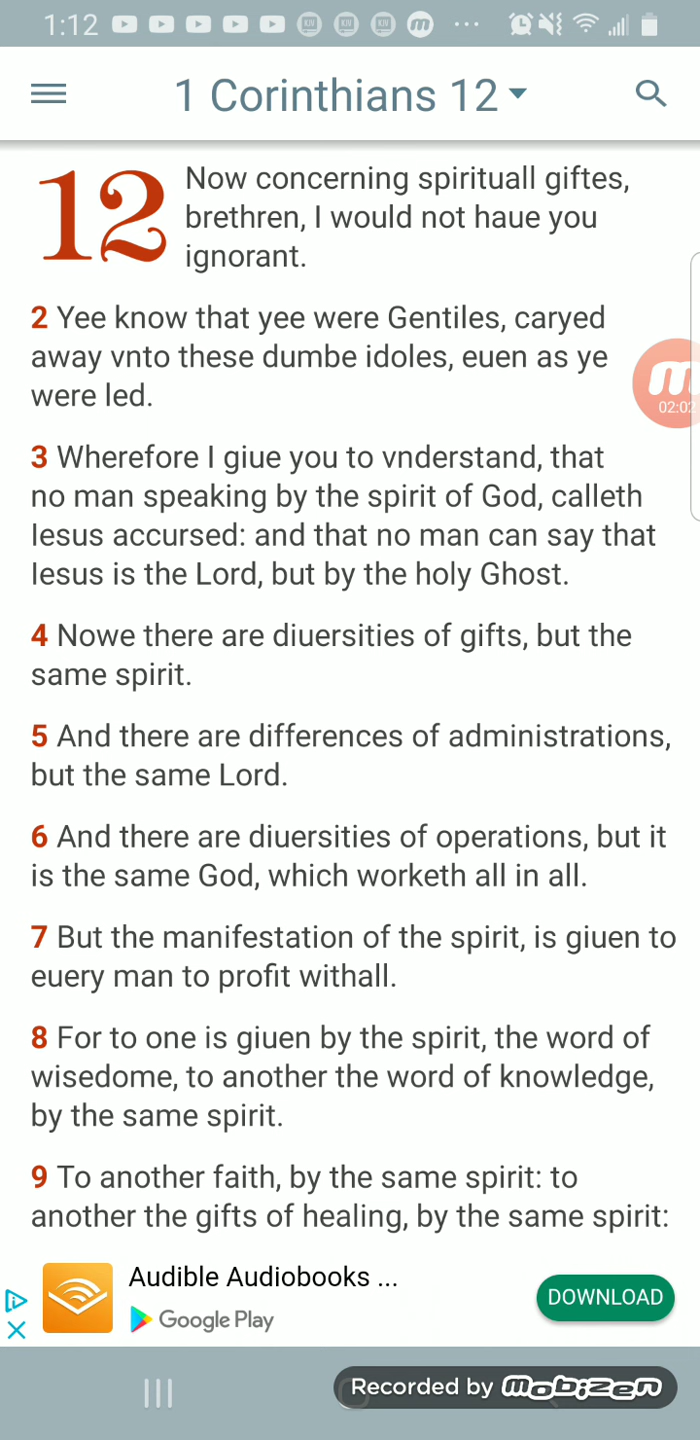 1:12
1 Corinthians 12
12 Now concerning spirituall giftes,
brethren, I would not haue you
ignorant.
2 Yee know that yee were Gentiles, caryed
away vnto these dumbe idoles, euen as ye
were led.
02:02
3 Wherefore I giue you to vnderstand, that
no man speaking by the spirit of God, calleth
Iesus accursed: and that no man can say that
Iesus is the Lord, but by the holy Ghost.
4 Nowe there are diuersities of gifts, but the
same spirit.
5 And there are differences of administrations,
but the same Lord.
6 And there are diuersities of operations, but it
is the same God, which worketh all in all.
7 But the manifestation of the spirit, is giuen to
euery man to profit withall.
8 For to one is giuen by the spirit, the word of
wisedome, to another the word of knowledge,
by the same spirit.
9 To another faith, by the same spirit: to
another the gifts of healing, by the same spirit:
Audible Audiobooks ...
Google Play
DOWNLOAD
Recorded by mobizen